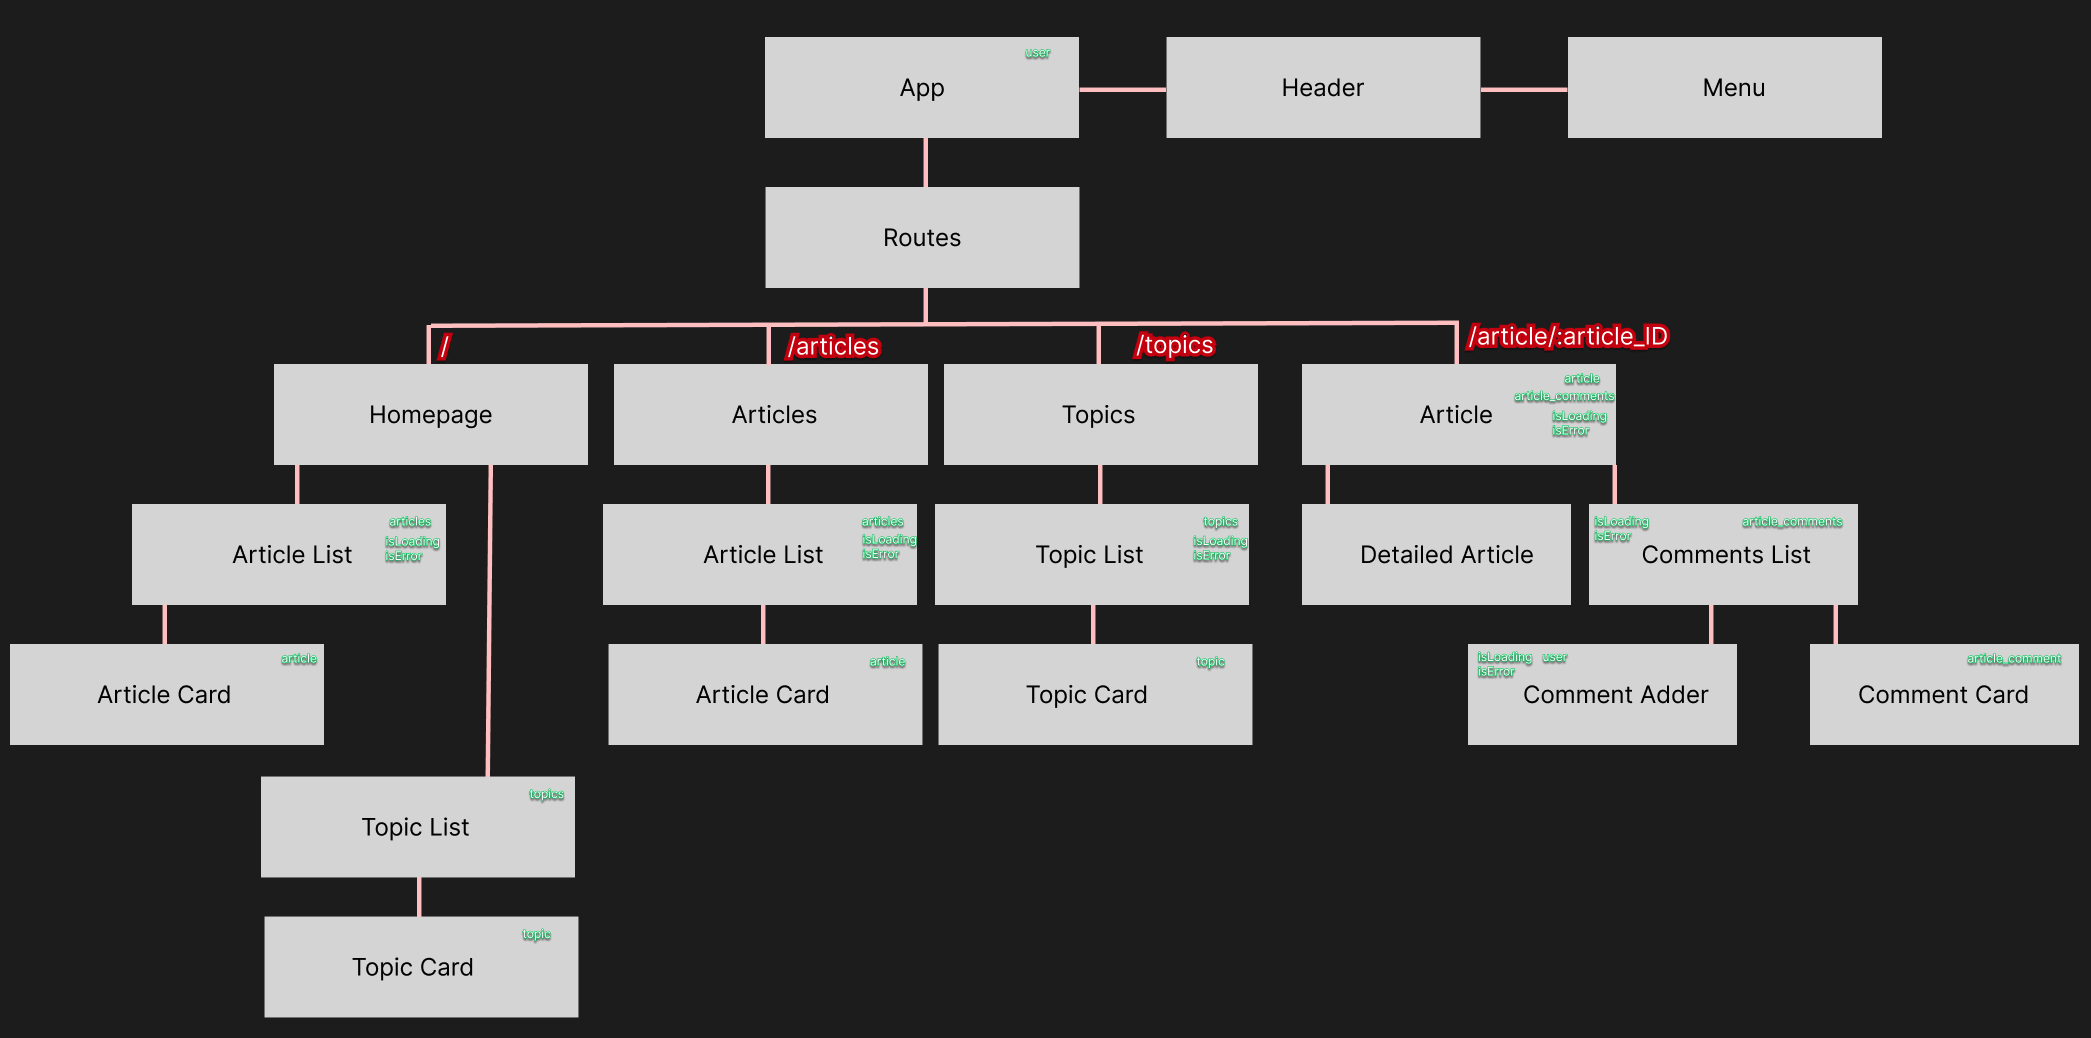 user
App
Header
Menu
Routes
/
/articles
/topics
/article/:article_ID
Homepage
Articles
Topics
article
article_comments
Article
isLoading
isError
articles
Article List
isLoading
isError
articles
Article List
isLoading
isError
topics
Topic List
isLoading
isError
Detailed Article
isLoading
isError
article_comments
Comments List
article
Article Card
article
Article Card
topic
Topic Card
isLoading
isError
user
Comment Adder
article_comment
Comment Card
topics
Topic List
topic
Topic Card